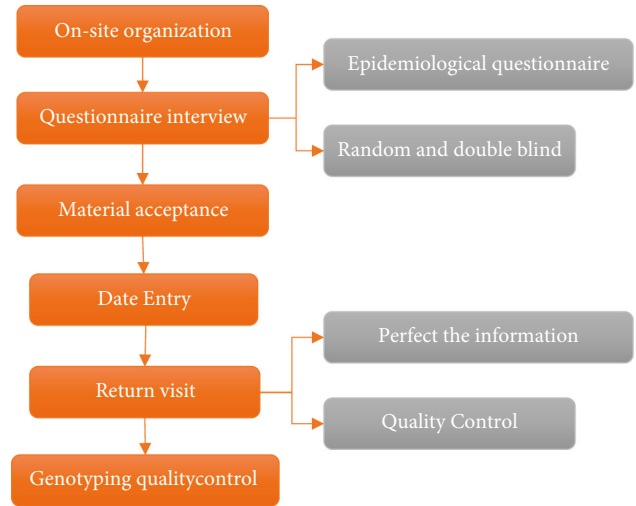 On-site organization
Epidemiological questionnaire
Questionnaire interview
Random and double blind
Material acceptance
Date Entry
Perfect the information
Return visit
Quality Control
Genotyping qualitycontrol